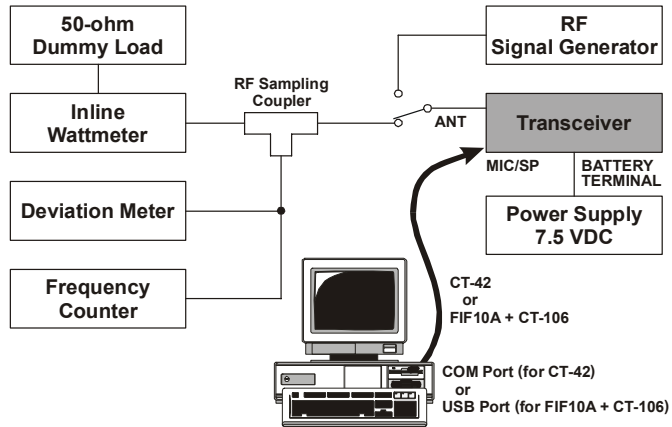 50-ohm
Dummy Load
RF
Signal Generator
RF Sampling
Coupler
Inline
Wattmeter
ANT
Transceiver
MIC/SP
BATTERY
TERMINAL
Deviation Meter
Power Supply
7.5 VDC
Frequency
Counter
CT-42
or
FIF10A + CT-106
COM Port (for CT-42)
or
USB Port (for FIF10A + CT-106)